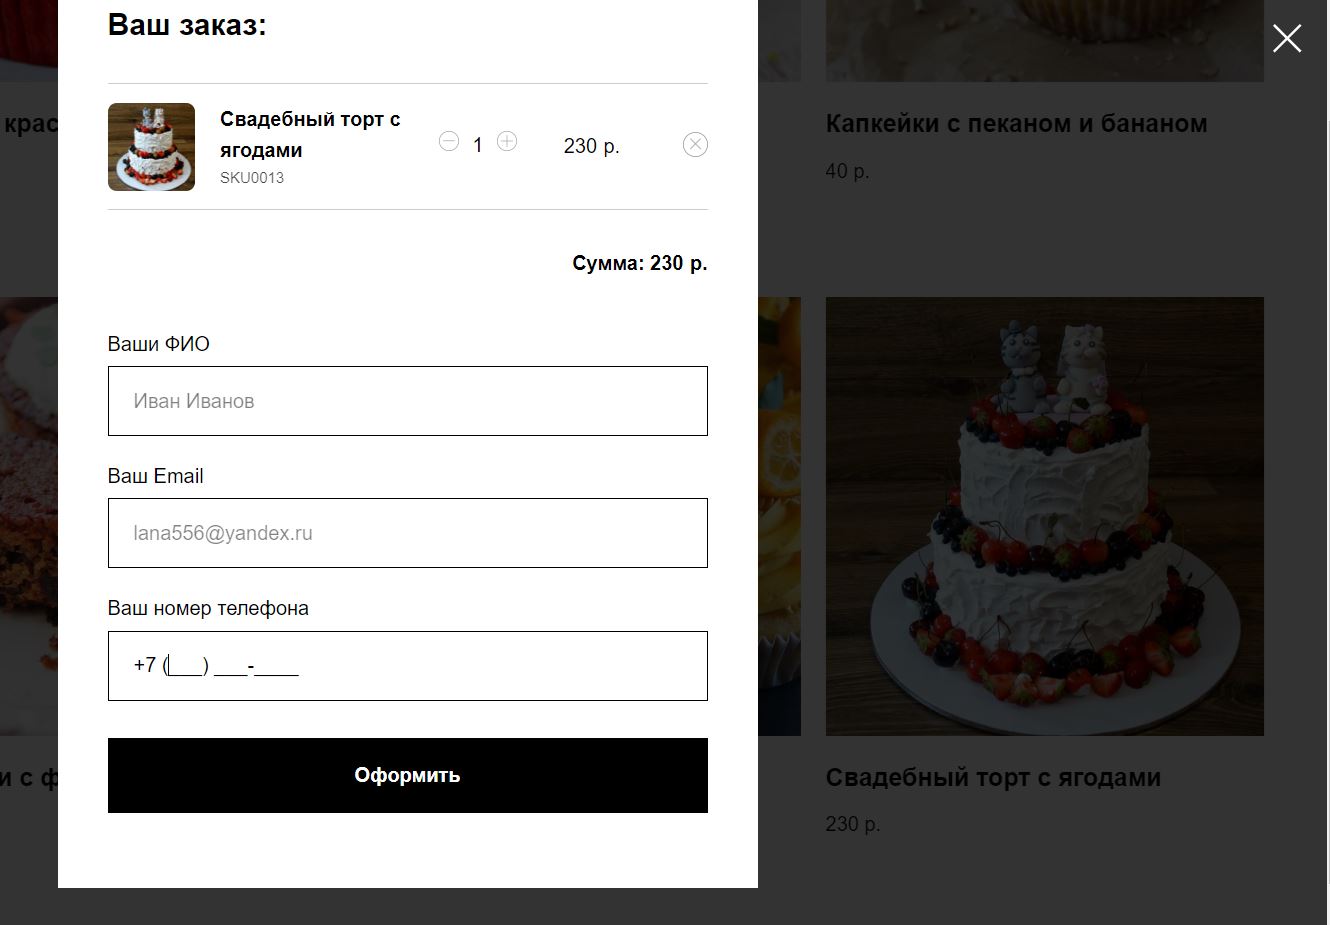 Ваш заказ:
Свадебный торт с
ягодами
SKU0013
1
230 р.
Сумма: 230 р.
Ваши ФИО
Иван Иванов
Ваш Email
lana556@yandex.ru
Ваш номер телефона
+7 (___) ___-____
Оформить
крас
Капкейки с пеканом и бананом
40 р.
и с ф
Свадебный торт с ягодами
230 р.